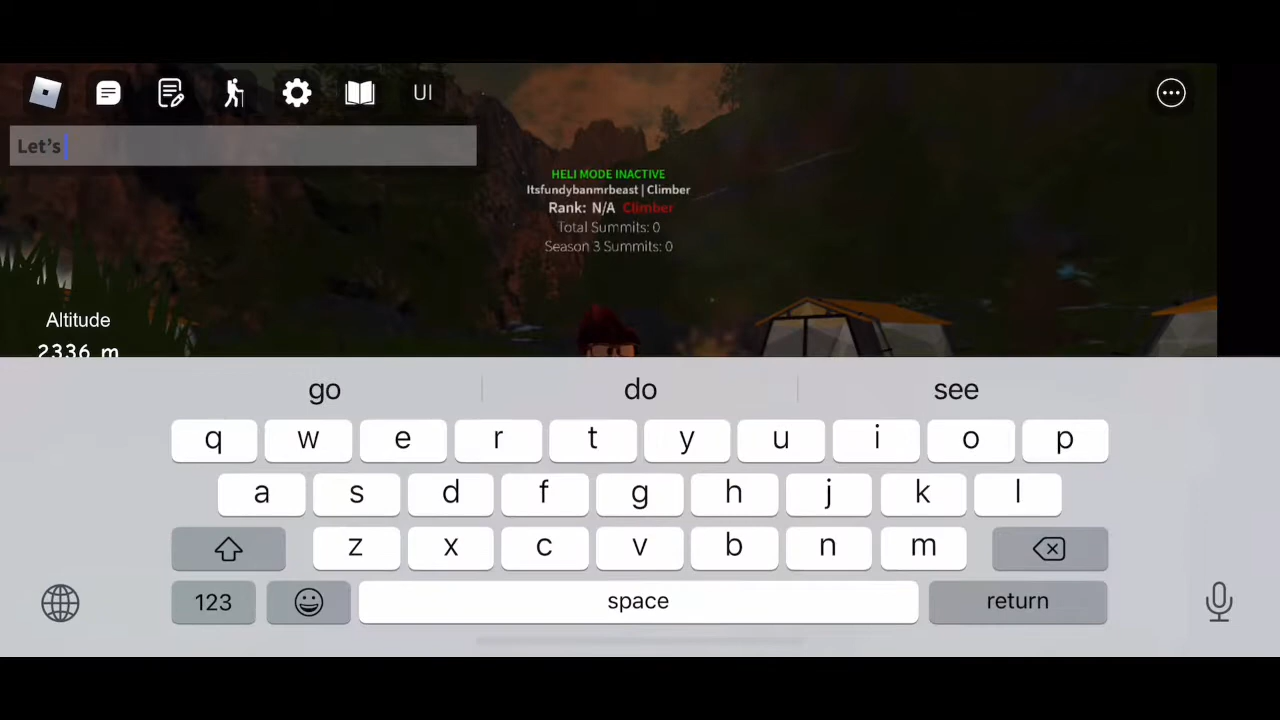 UI
Let's
HELI MODE INACTIVE
Itsfundybanmrbeast | Climber
Rank: N/A Climber
Total Summits: 0
Season 3 Summits: 0
Altitude
2336 m
go do see
q w e r t y u i o p
a s d f g h j k l
z x c v b n m
123 space return